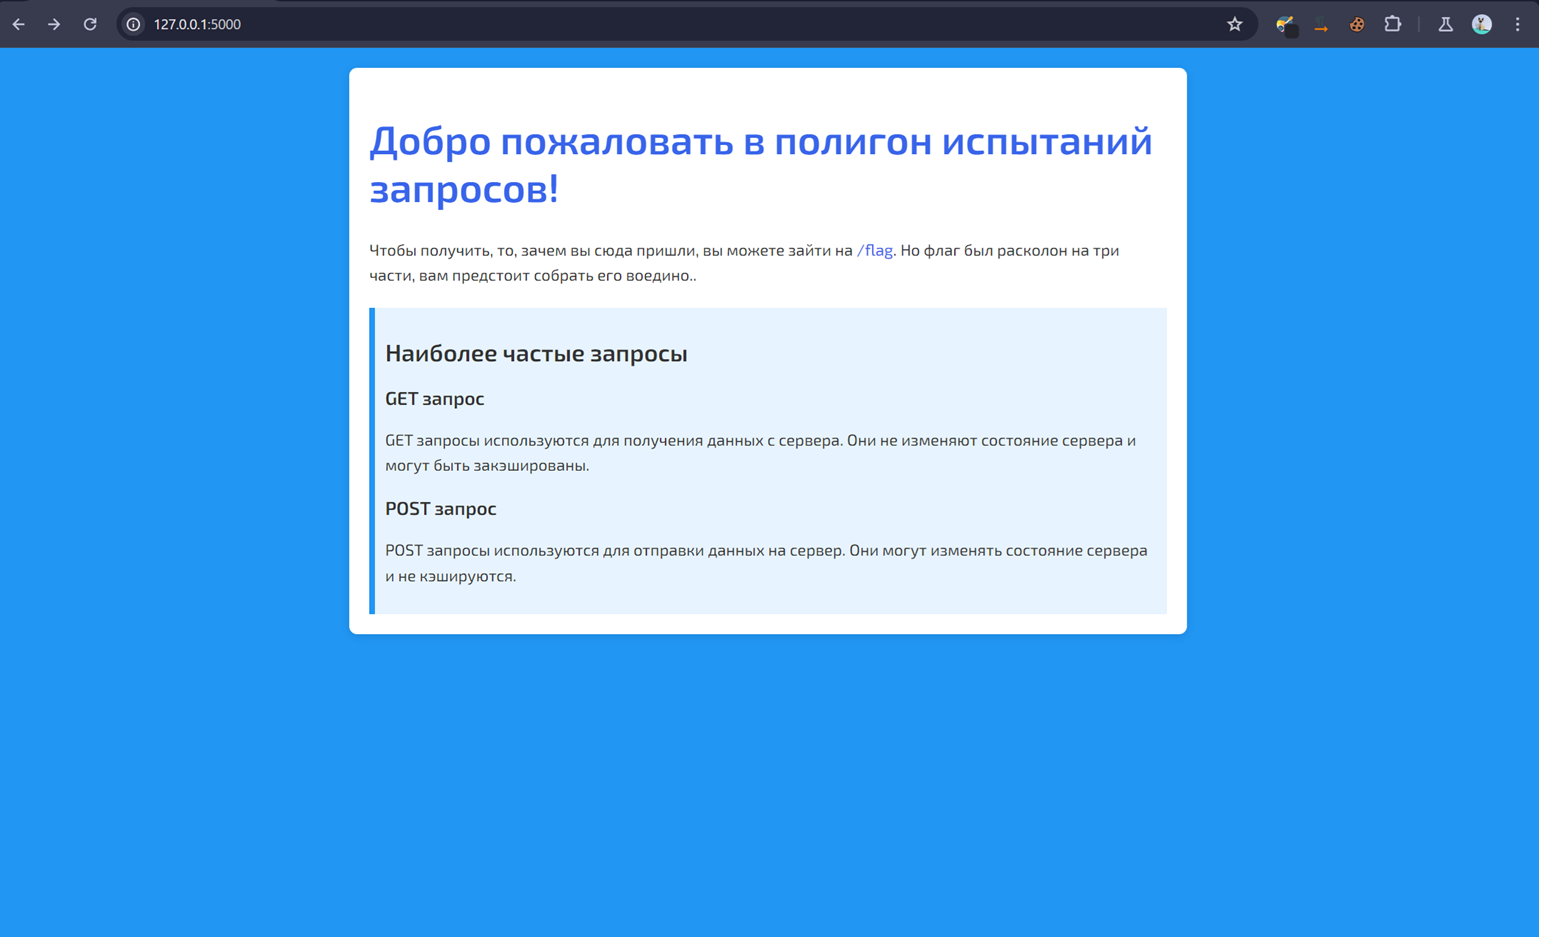 127.0.0.1:5000
Добро пожаловать в полигон испытаний
запросов!
Чтобы получить, то, зачем вы сюда пришли, вы можете зайти на /flag. Но флаг был расколон на три
части, вам предстоит собрать его воедино..
Наиболее частые запросы
GET запрос
GET запросы используются для получения данных с сервера. Они не изменяют состояние сервера и
могут быть закэшированы.
POST запрос
POST запросы используются для отправки данных на сервер. Они могут изменять состояние сервера
и не кэшируются.